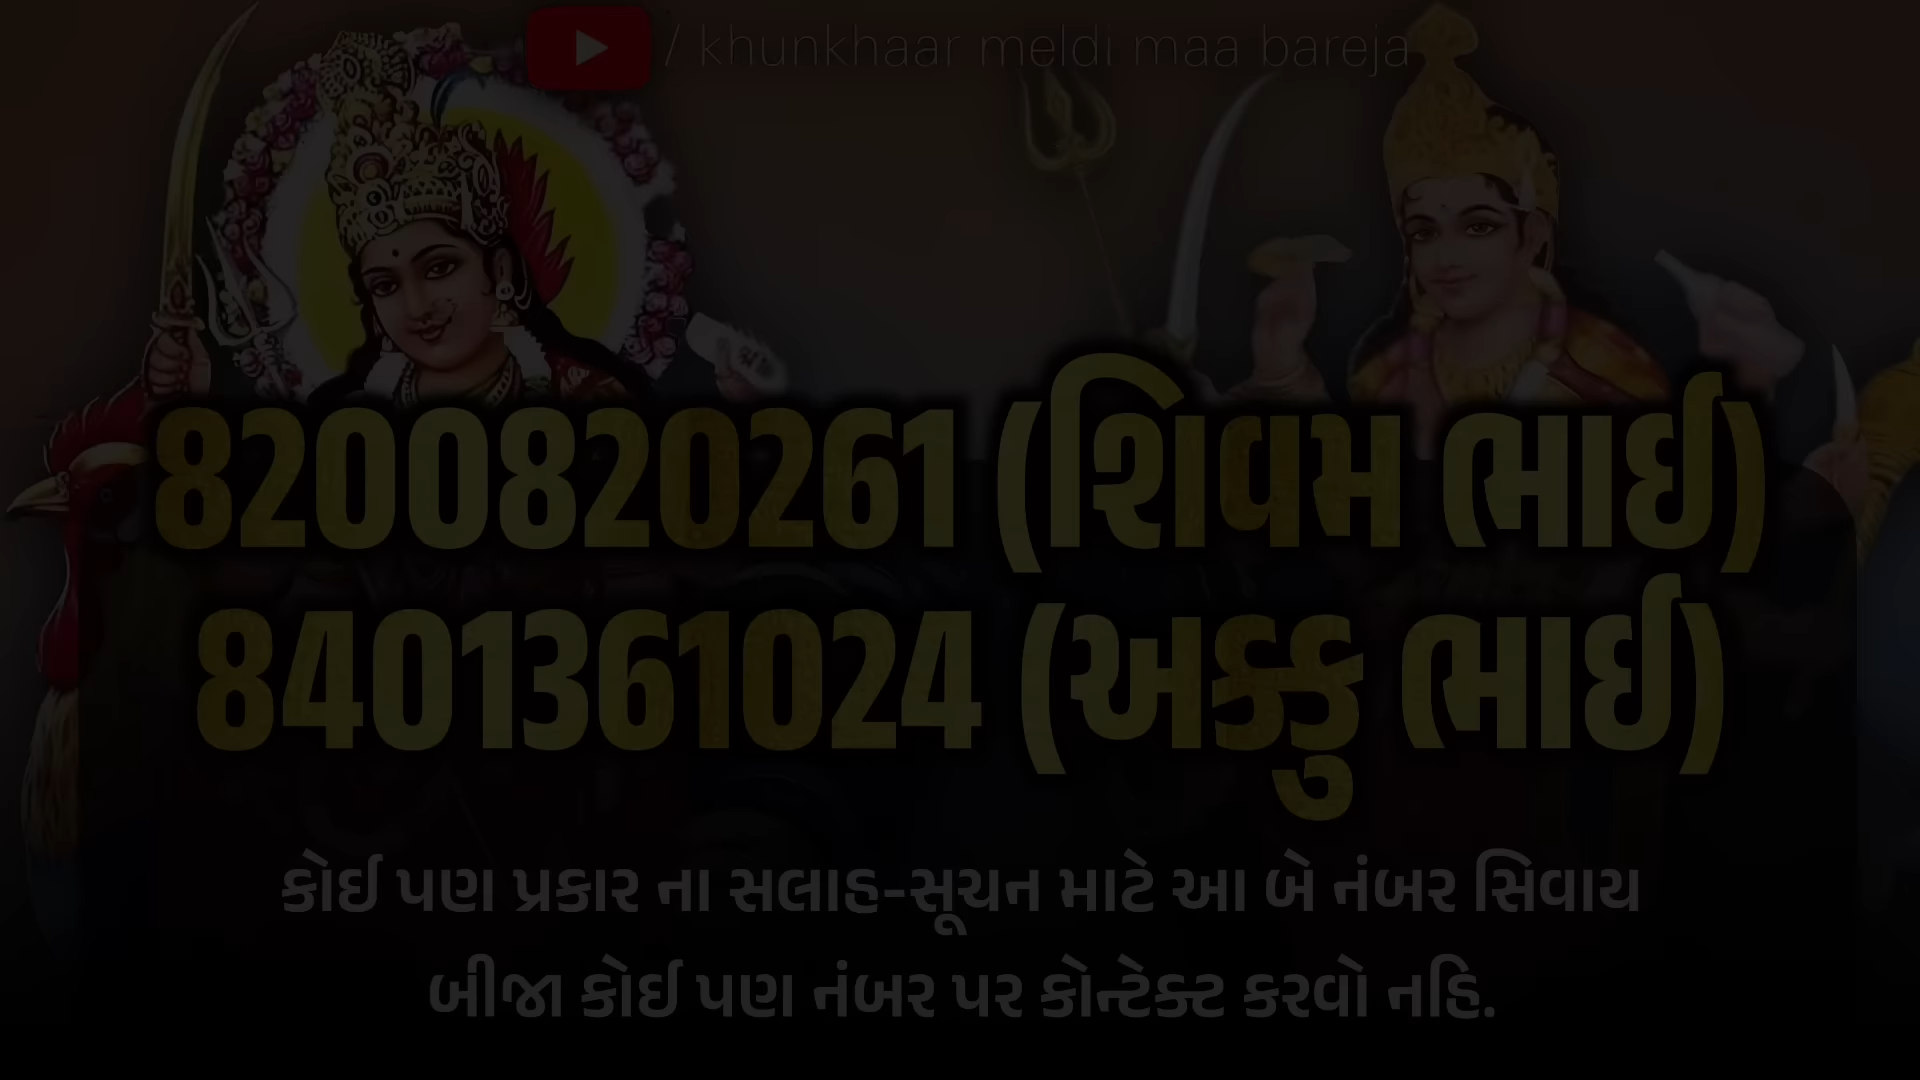 / khunkhaar meldi maa bareja
8200820261 (શિવમ ભાઈ)
8401361024 (અક્કુ ભાઈ)
કોઈ પણ પ્રકાર ના સલાહ-સૂચન માટે આ બે નંબર સિવાય
બીજા કોઈ પણ નંબર પર કોન્ટેક્ટ કરવો નહિ.